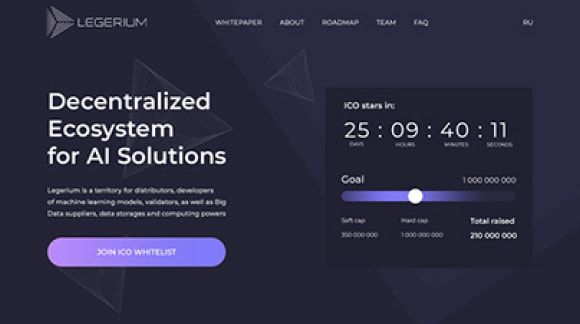 LEGERIUM
WHITEPAPER ABOUT ROADMAP TEAM FAQ RU
Decentralized
Ecosystem
for AI Solutions
Legerium is a territory for distributors, developers
of machine learning models, validators, as well as Big
Data suppliers, data storages and computing powers
JOIN ICO WHITELIST
ICO stars in:
25 : 09 : 40 : 11
DAYS HOURS MINUTES SECONDS
Goal 1 000 000 000
Soft cap Hard cap Total raised
350 000 000 1 000 000 000 210 000 000